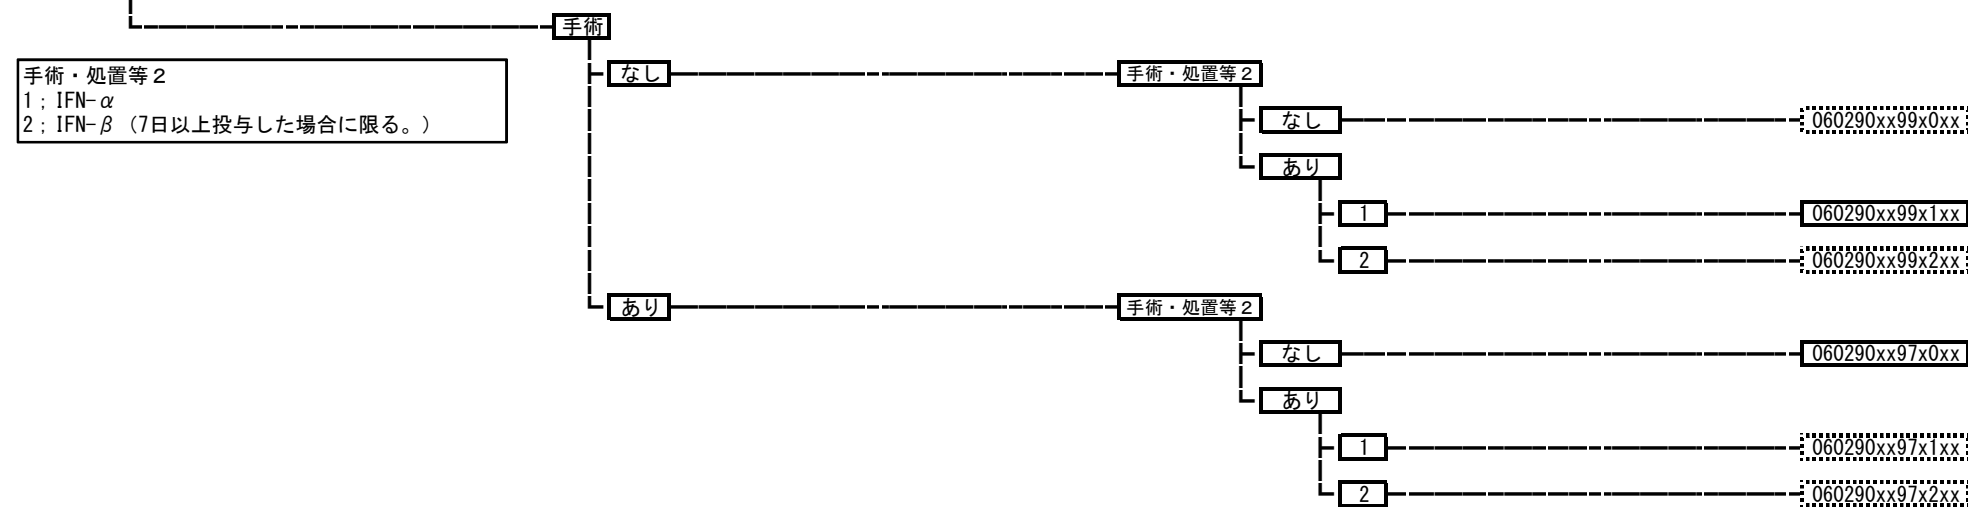 手術
手術・処置等２
1；IFN-α
2；IFN-β（7日以上投与した場合に限る。）
なし
手術・処置等２
なし
060290xx99x0xx
あり
1
060290xx99x1xx
2
060290xx99x2xx
あり
手術・処置等２
なし
060290xx97x0xx
あり
1
060290xx97x1xx
2
060290xx97x2xx